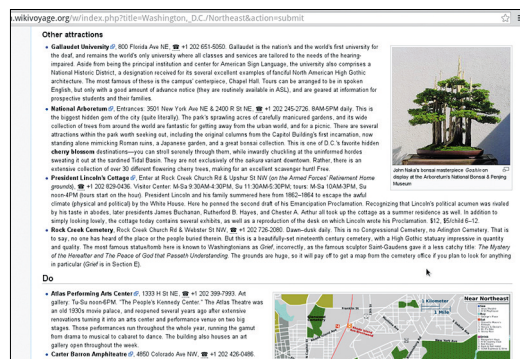 .wikivoyage.org/w/index.php?title=Washington,_D.C./Northeast&action=submit
Other attractions
Gallaudet University, 800 Florida Ave NE, ☎ +1 202 651-5050. Gallaudet is the nation's and the world's first university for
the deaf, and remains the world's only university where all classes and services are tailored to the needs of the hearing-
impaired. Aside from being the principal institution and center for American Sign Language, the university also comprises a
National Historic District, a designation received for its several excellent examples of fanciful North American High Gothic
architecture. The most famous of these is the campus' centerpiece, Chapel Hall. Tours can be arranged to be in spoken
English, but only with a good amount of advance notice (they are routinely available in ASL), and are geared at information for
prospective students and their families.
National Arboretum, Entrances: 3501 New York Ave NE & 2400 R St NE, ☎ +1 202 245-2726. 8AM-5PM daily. This is
the biggest hidden gem of the city (quite literally). The park's sprawling acres of carefully manicured gardens, and its wide
collection of trees from around the world are fantastic for getting away from the urban world, and for a picnic. There are several
attractions within the park worth seeking out, including the original columns from the Capitol Building's first incarnation, now
standing alone mimicking Roman ruins, a Japanese garden, and a great bonsai collection. This is one of D.C.'s favorite hidden
cherry blossom destinations—you can stroll serenely through them, while inwardly chuckling at the uninformed hordes
sweating it out at the sardined Tidal Basin. They are not exclusively of the sakura variant downtown. Rather, there is an
extensive collection of over 30 different flowering cherry trees, making for an excellent scavenger hunt! Free.
John Naka's bonsai masterpiece Goshin on
display at the Arboretum's National Bonsai & Penjing
Museum
President Lincoln's Cottage, Enter at Rock Creek Church Rd & Upshur St NW (on the Armed Forces' Retirement Home
grounds), ☎ +1 202 829-0436. Visitor Center: M-Sa 9:30AM-4:30PM, Su 11:30AM-5:30PM; tours: M-Sa 10AM-3PM, Su
noon-4PM (tours start on the hour). President Lincoln and his family summered here from 1862–1864 to escape the awful
climate (physical and political) by the White House. Here he penned the second draft of his Emancipation Proclamation. Recognizing that Lincoln's political acumen was rivaled
by his taste in abodes, later presidents James Buchanan, Rutherford B. Hayes, and Chester A. Arthur all took up the cottage as a summer residence as well. In addition to
simply looking lovely, the cottage today contains several exhibits, as well as a reproduction of the desk on which Lincoln wrote his Proclamation. $12, $5/child 6–12.
Rock Creek Cemetery, Rock Creek Church Rd & Webster St NW, ☎ +1 202 726-2080. Dawn-dusk daily. This is no Congressional Cemetery, no Arlington Cemetery. That is
to say, no one has heard of the place or the people buried therein. But this is a beautifully-set nineteenth century cemetery, with a High Gothic statuary impressive in quantity
and quality. The most famous statue/tomb here is known to Washingtonians as Grief, incorrectly, as the famous sculptor Saint-Gaudens gave it a less catchy title: The Mystery
of the Hereafter and The Peace of God that Passeth Understanding. The grounds are huge, so it will pay off to get a map from the cemetery office if you plan to look for anything
in particular (Grief is in Section E).
Do
Atlas Performing Arts Center, 1333 H St NE, ☎ +1 202 399-7993. Art
gallery: Tu-Su noon-6PM. "The People's Kennedy Center." The Atlas Theatre was
an old 1930s movie palace, and reopened several years ago after extensive
renovations turning it into an arts center and performance venue on two big
stages. Those performances run throughout the whole year, running the gamut
from drama to musical to cabaret to dance. The building also houses an art
gallery open throughout the week.
Carter Barron Amphitheatre, 4850 Colorado Ave NW, ☎ +1 202 426-0486
Near Northeast
1 Kilometer
1 Mile